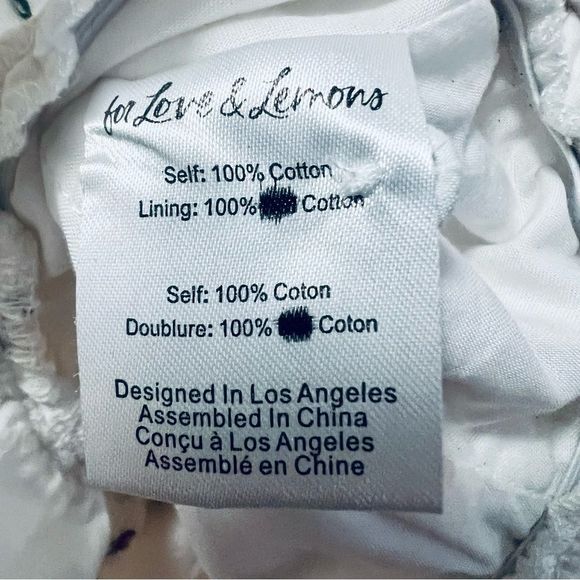 for Love & Lemons
Self: 100% Cotton
Lining: 100% Cotton
Self: 100% Coton
Doublure: 100% Coton
Designed In Los Angeles
Assembled In China
Conçu à Los Angeles
Assemblé en Chine